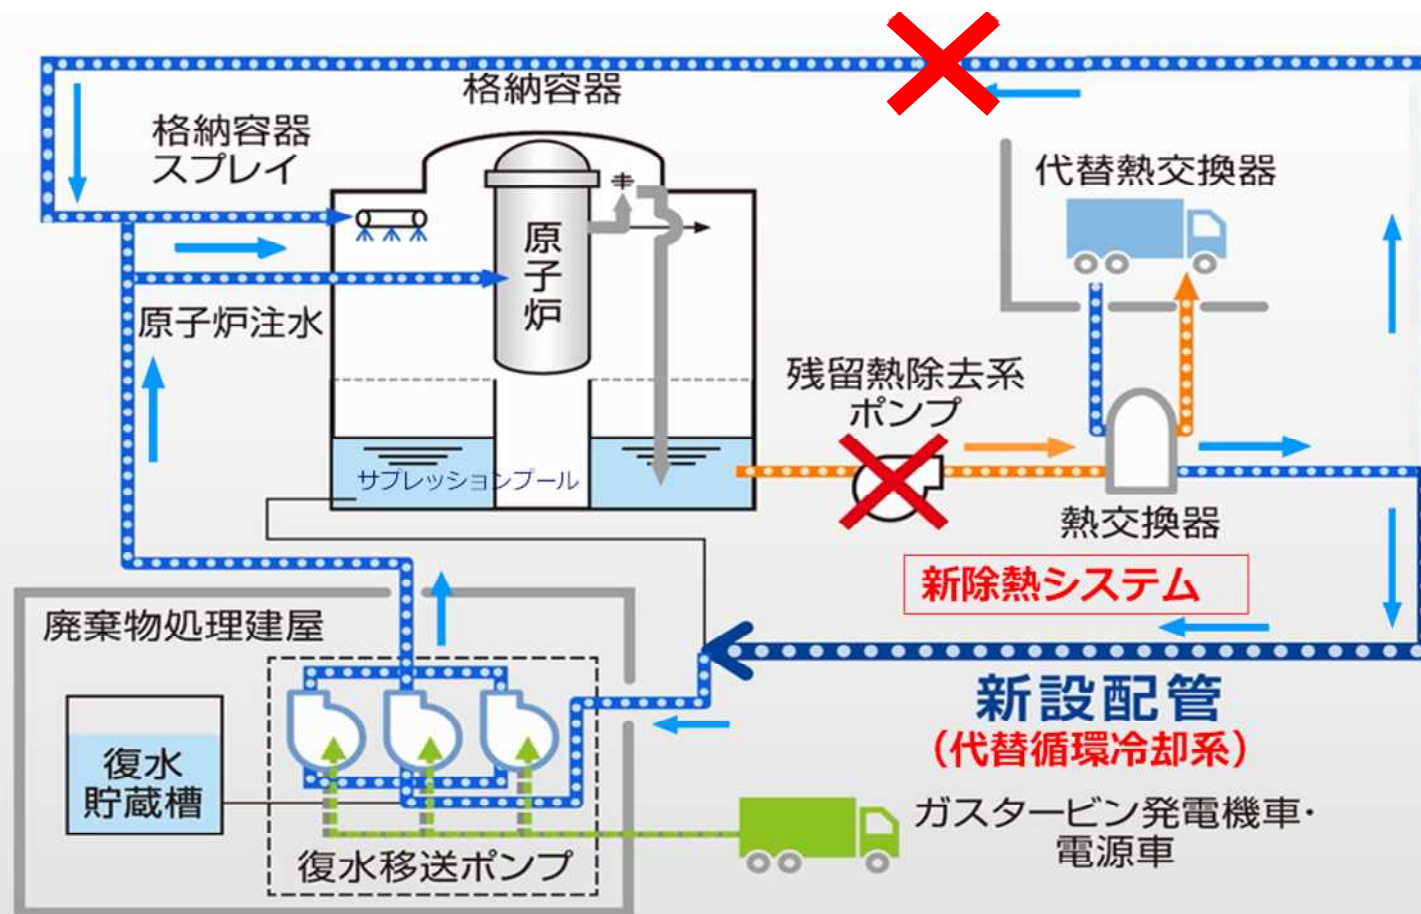 格納容器
格納容器
スプレイ
代替熱交換器
原子炉
原子炉注水
残留熱除去系
ポンプ
サプレッションプール
熱交換器
新除熱システム
廃棄物処理建屋
新設配管
(代替循環冷却系)
復水
貯蔵槽
ガスタービン発電機車・
電源車
復水移送ポンプ